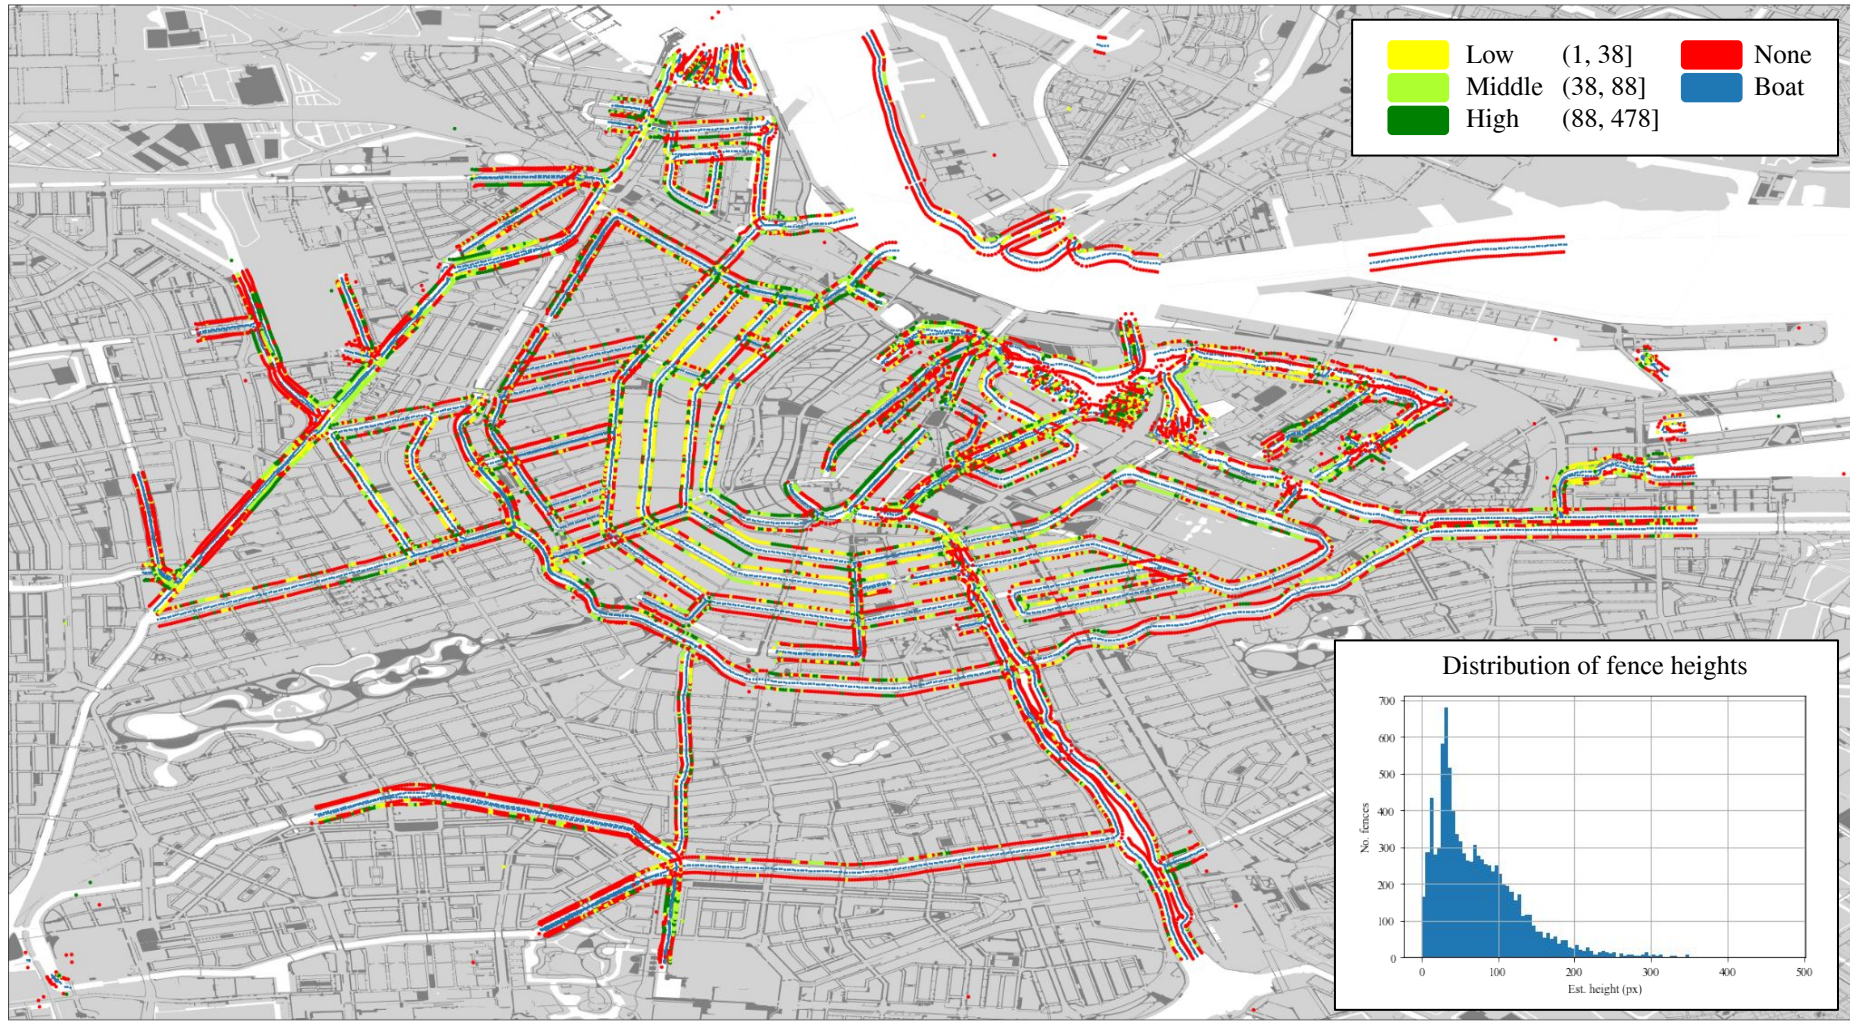 Low (1, 38] None
Middle (38, 88] Boat
High (88, 478]
Distribution of fence heights
700
600
500
400
300
200
100
0
No. fences
0 100 200 300 400 500
Est. height (px)